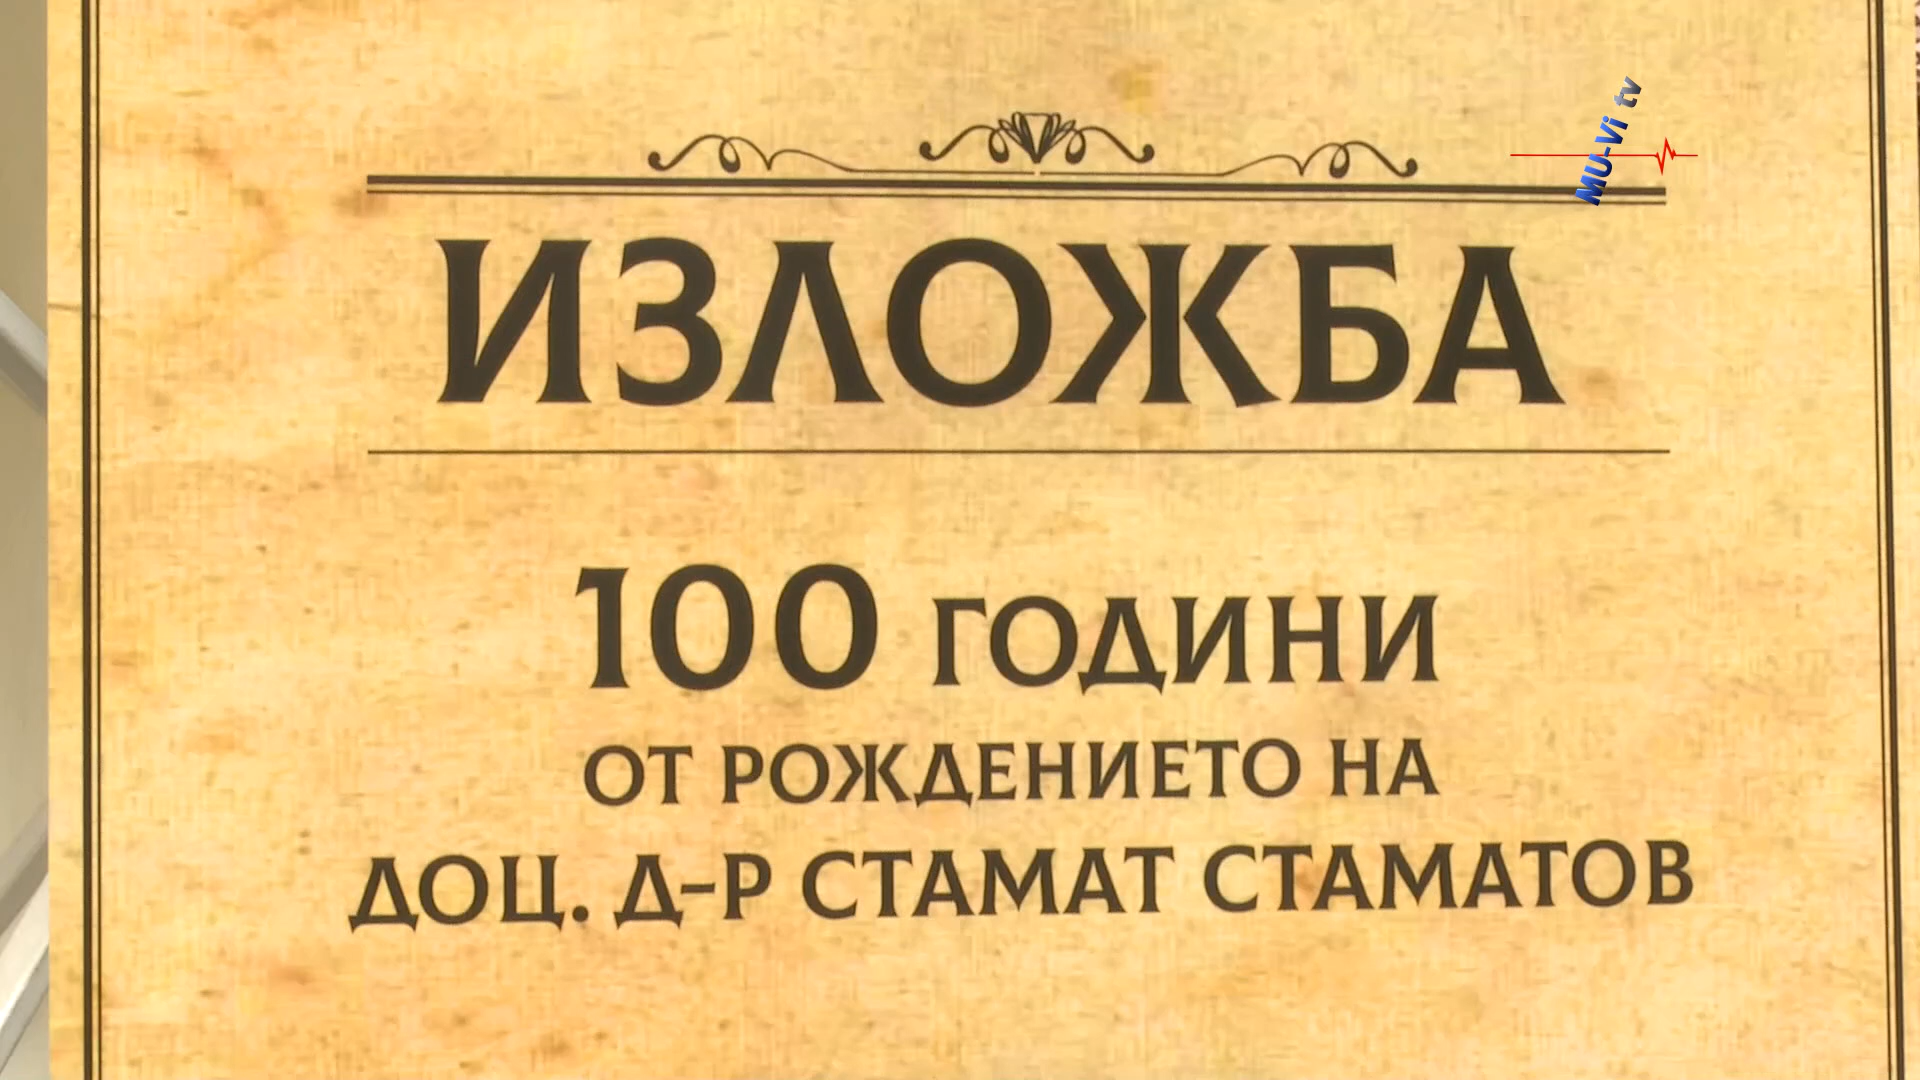 MU-Vi tv
ИЗЛОЖБА
100 ГОДИНИ
ОТ РОЖДЕНИЕТО НА
ДОЦ. Д-Р СТАМАТ СТАМАТОВ